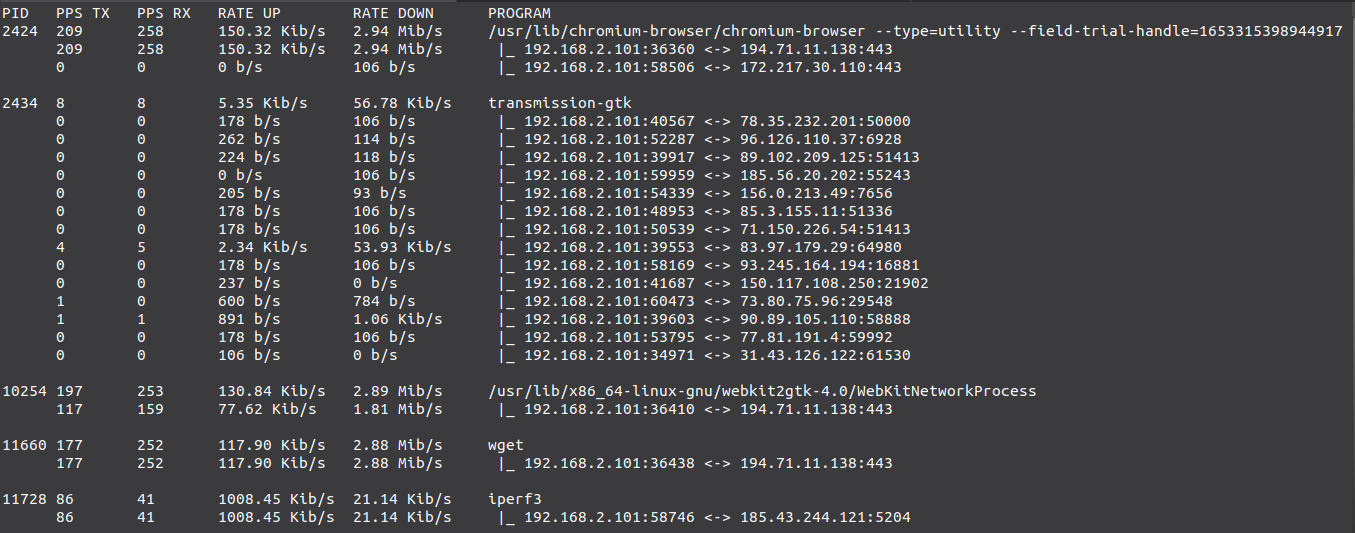 PID PPS TX PPS RX RATE UP RATE DOWN PROGRAM
2424 209 258 150.32 Kib/s 2.94 Mib/s /usr/lib/chromium-browser/chromium-browser --type=utility --field-trial-handle=1653315398944917
209 258 150.32 Kib/s 2.94 Mib/s |_ 192.168.2.101:36360 <-> 194.71.11.138:443
0 0 0 b/s 106 b/s |_ 192.168.2.101:58506 <-> 172.217.30.110:443
2434 8 8 5.35 Kib/s 56.78 Kib/s transmission-gtk
0 0 178 b/s 106 b/s |_ 192.168.2.101:40567 <-> 78.35.232.201:50000
0 0 262 b/s 114 b/s |_ 192.168.2.101:52287 <-> 96.126.110.37:6928
0 0 224 b/s 118 b/s |_ 192.168.2.101:39917 <-> 89.102.209.125:51413
0 0 0 b/s 106 b/s |_ 192.168.2.101:59959 <-> 185.56.20.202:55243
0 0 205 b/s 93 b/s |_ 192.168.2.101:54339 <-> 156.0.213.49:7656
0 0 178 b/s 106 b/s |_ 192.168.2.101:48953 <-> 85.3.155.11:51336
0 0 178 b/s 106 b/s |_ 192.168.2.101:50539 <-> 71.150.226.54:51413
4 5 2.34 Kib/s 53.93 Kib/s |_ 192.168.2.101:39553 <-> 83.97.179.29:64980
0 0 178 b/s 106 b/s |_ 192.168.2.101:58169 <-> 93.245.164.194:16881
0 0 237 b/s 0 b/s |_ 192.168.2.101:41687 <-> 150.117.108.250:21902
1 0 600 b/s 784 b/s |_ 192.168.2.101:60473 <-> 73.80.75.96:29548
1 1 891 b/s 1.06 Kib/s |_ 192.168.2.101:39603 <-> 90.89.105.110:58888
0 0 178 b/s 106 b/s |_ 192.168.2.101:53795 <-> 77.81.191.4:59992
0 0 106 b/s 0 b/s |_ 192.168.2.101:34971 <-> 31.43.126.122:61530
10254 197 253 130.84 Kib/s 2.89 Mib/s /usr/lib/x86_64-linux-gnu/webkit2gtk-4.0/WebKitNetworkProcess
117 159 77.62 Kib/s 1.81 Mib/s |_ 192.168.2.101:36410 <-> 194.71.11.138:443
11660 177 252 117.90 Kib/s 2.88 Mib/s wget
177 252 117.90 Kib/s 2.88 Mib/s |_ 192.168.2.101:36438 <-> 194.71.11.138:443
11728 86 41 1008.45 Kib/s 21.14 Kib/s iperf3
86 41 1008.45 Kib/s 21.14 Kib/s |_ 192.168.2.101:58746 <-> 185.43.244.121:5204